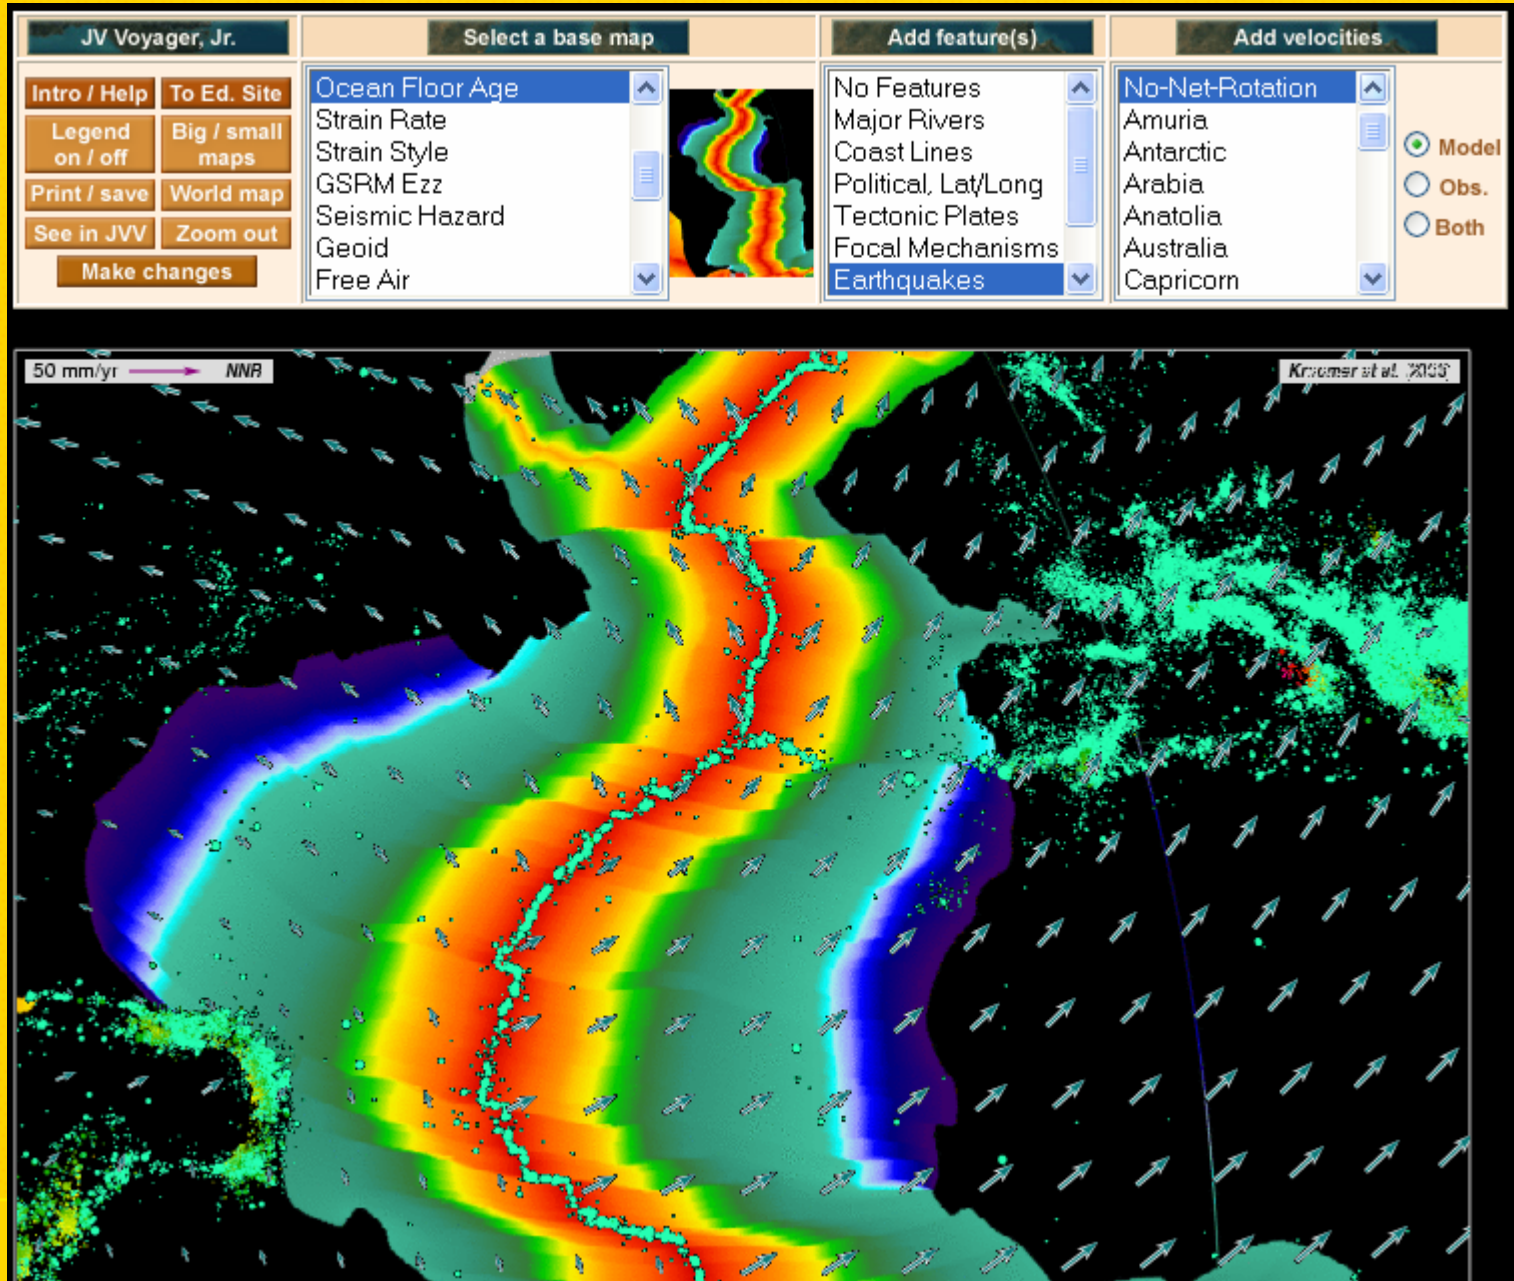 JV Voyager, Jr.
Select a base map
Add feature(s)
Add velocities
Intro / Help
To Ed. Site
Legend
on / off
Big / small
maps
Print / save
World map
See in JVV
Zoom out
Make changes
Ocean Floor Age
Strain Rate
Strain Style
GSRM Ezz
Seismic Hazard
Geoid
Free Air
No Features
Major Rivers
Coast Lines
Political, Lat/Long
Tectonic Plates
Focal Mechanisms
Earthquakes
No-Net-Rotation
Amuria
Antarctic
Arabia
Anatolia
Australia
Capricorn
Model
Obs.
Both
50 mm/yr
NNR
et al.